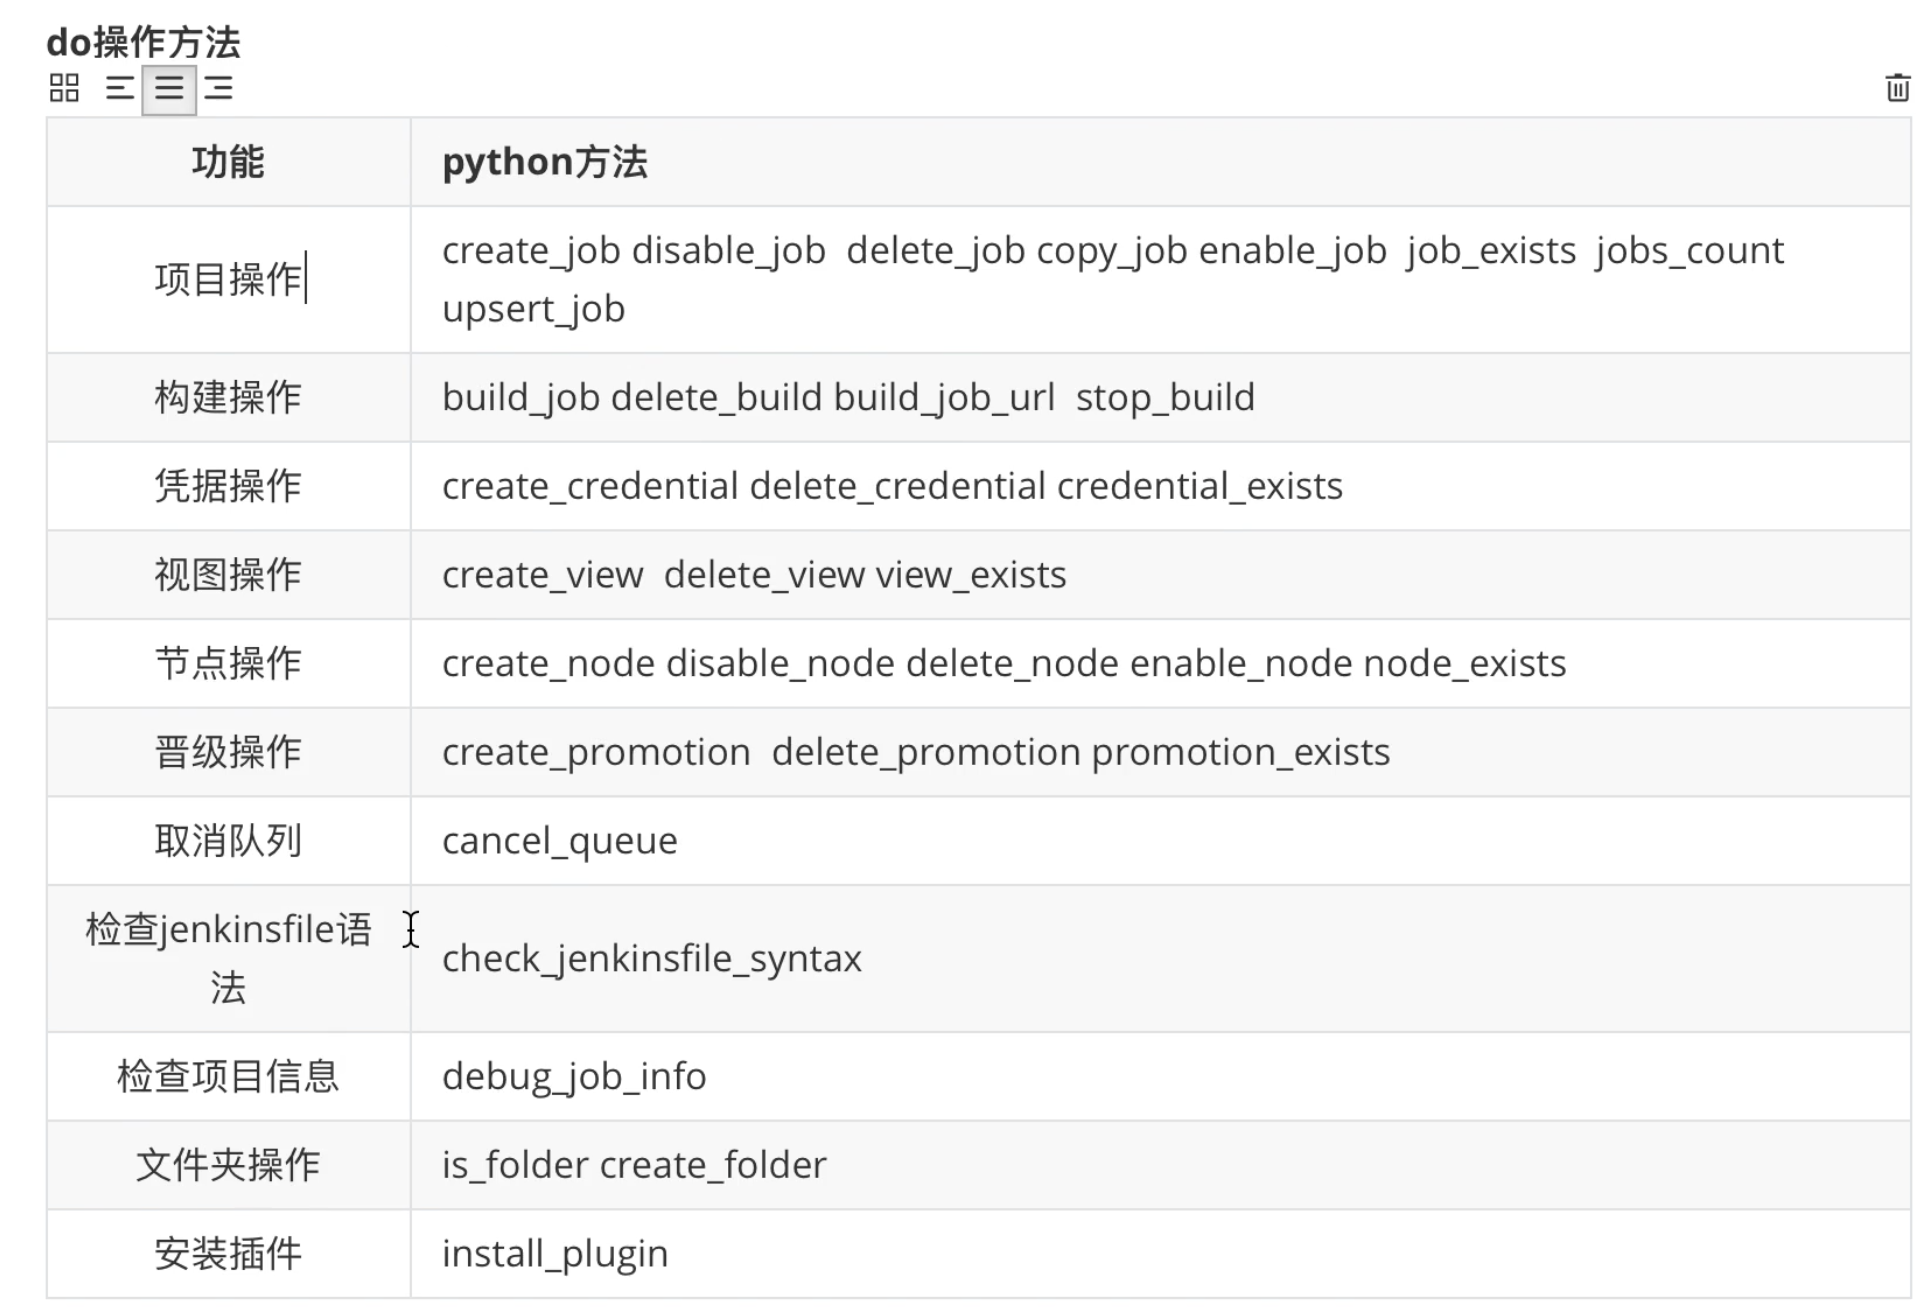 do操作方法
功能 python方法
项目操作 create_job disable_job  delete_job copy_job enable_job  job_exists  jobs_count
upsert_job
构建操作 build_job delete_build build_job_url  stop_build
凭据操作 create_credential delete_credential credential_exists
视图操作 create_view  delete_view view_exists
节点操作 create_node disable_node delete_node enable_node node_exists
晋级操作 create_promotion  delete_promotion promotion_exists
取消队列 cancel_queue
检查jenkinsfile语
法
check_jenkinsfile_syntax
检查项目信息 debug_job_info
文件夹操作 is_folder create_folder
安装插件 install_plugin